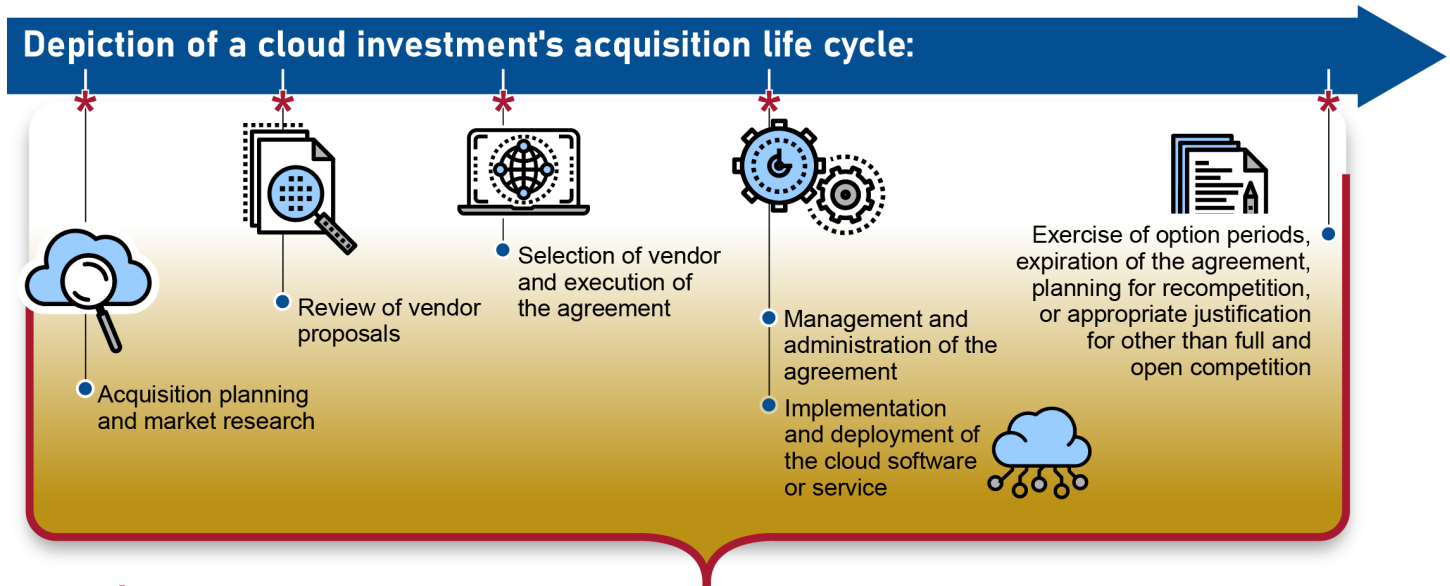 Depiction of a cloud investment's acquisition life cycle:
*
*
*
*
*
Acquisition planning
and market research
Review of vendor
proposals
Selection of vendor
and execution of
the agreement
Management and
administration of the
agreement
Implementation
and deployment of
the cloud software
or service
Exercise of option periods,
expiration of the agreement,
planning for recompetition,
or appropriate justification
for other than full and
open competition